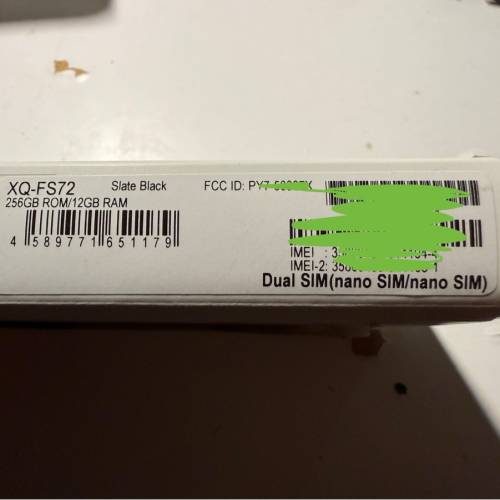 XQ-FS72 Slate Black FCC ID:
256GB ROM/12GB RAM
4 589771 651179
IMEI :
IMEI-2:
Dual SIM(nano SIM/nano SIM)